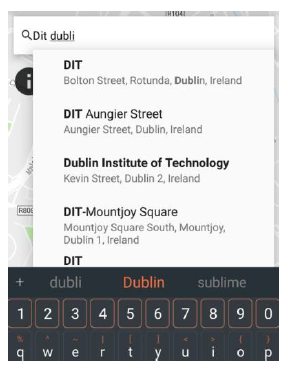 R104
Dit dubli
DIT
Bolton Street, Rotunda, Dublin, Ireland
DIT Aungier Street
Aungier Street, Dublin, Ireland
Dublin Institute of Technology
Kevin Street, Dublin 2, Ireland
DIT-Mountjoy Square
Mountjoy Square South, Mountjoy,
Dublin 1, Ireland
DIT
+ dubli Dublin sublime
1 2 3 4 5 6 7 8 9 0
% ^ ~ | [ ] < > { }
q w e r t y u i o p